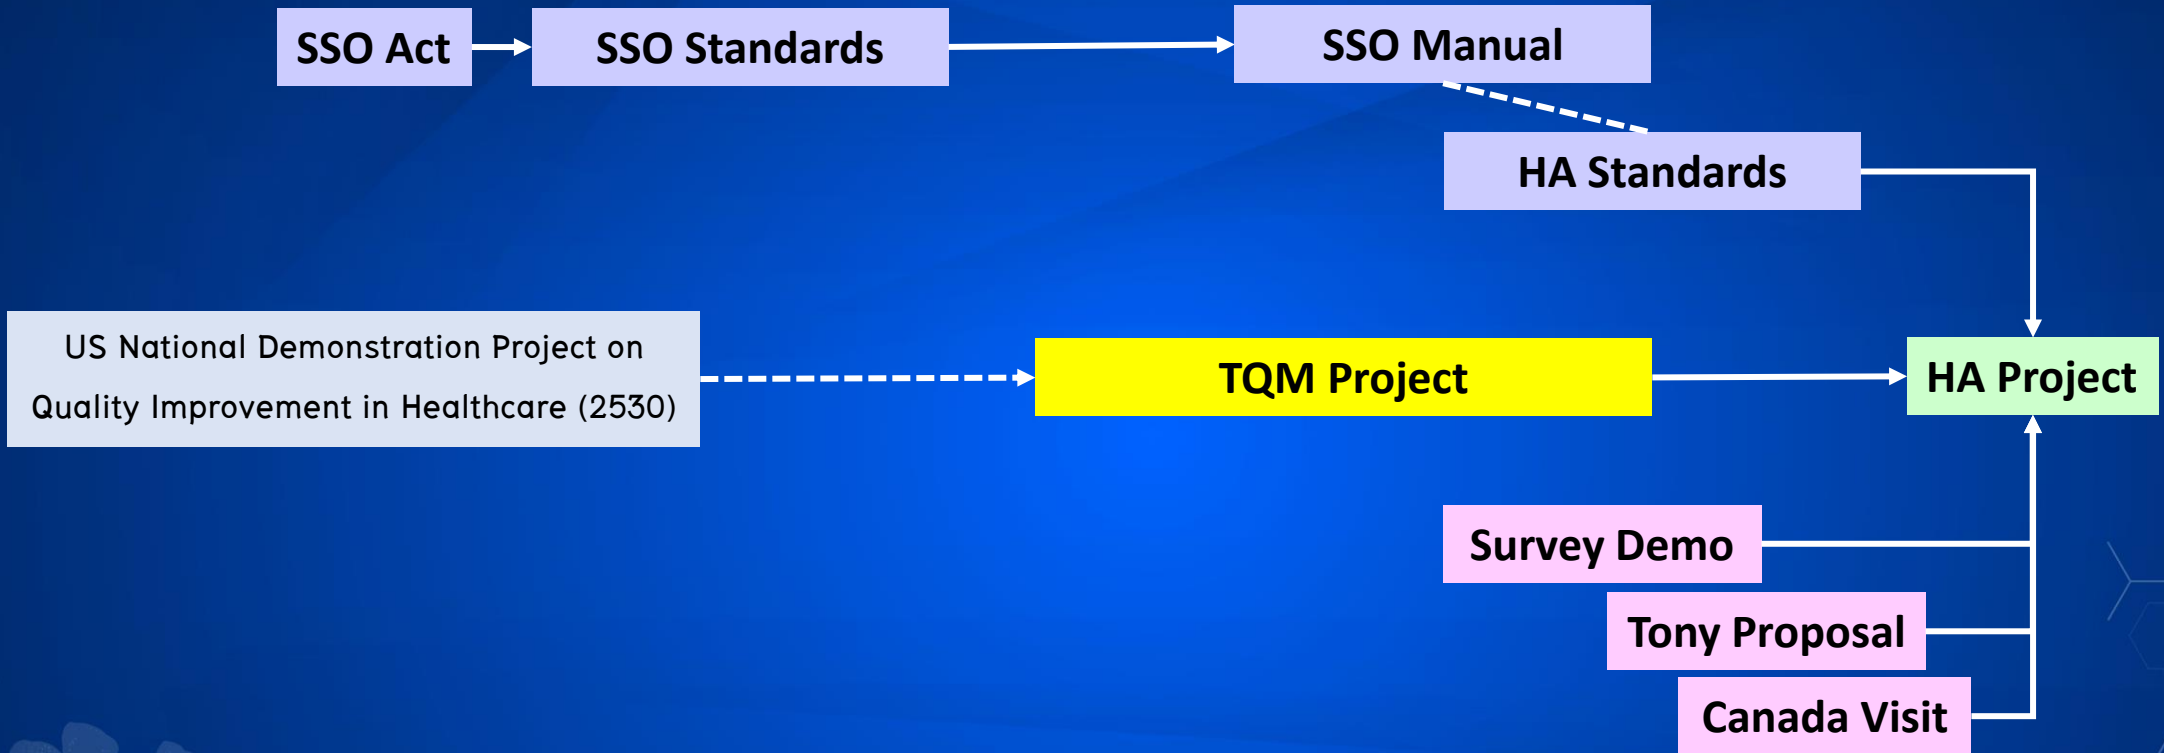 SSO Act
SSO Standards
SSO Manual
HA Standards
US National Demonstration Project on
Quality Improvement in Healthcare (2530)
TQM Project
HA Project
Survey Demo
Tony Proposal
Canada Visit